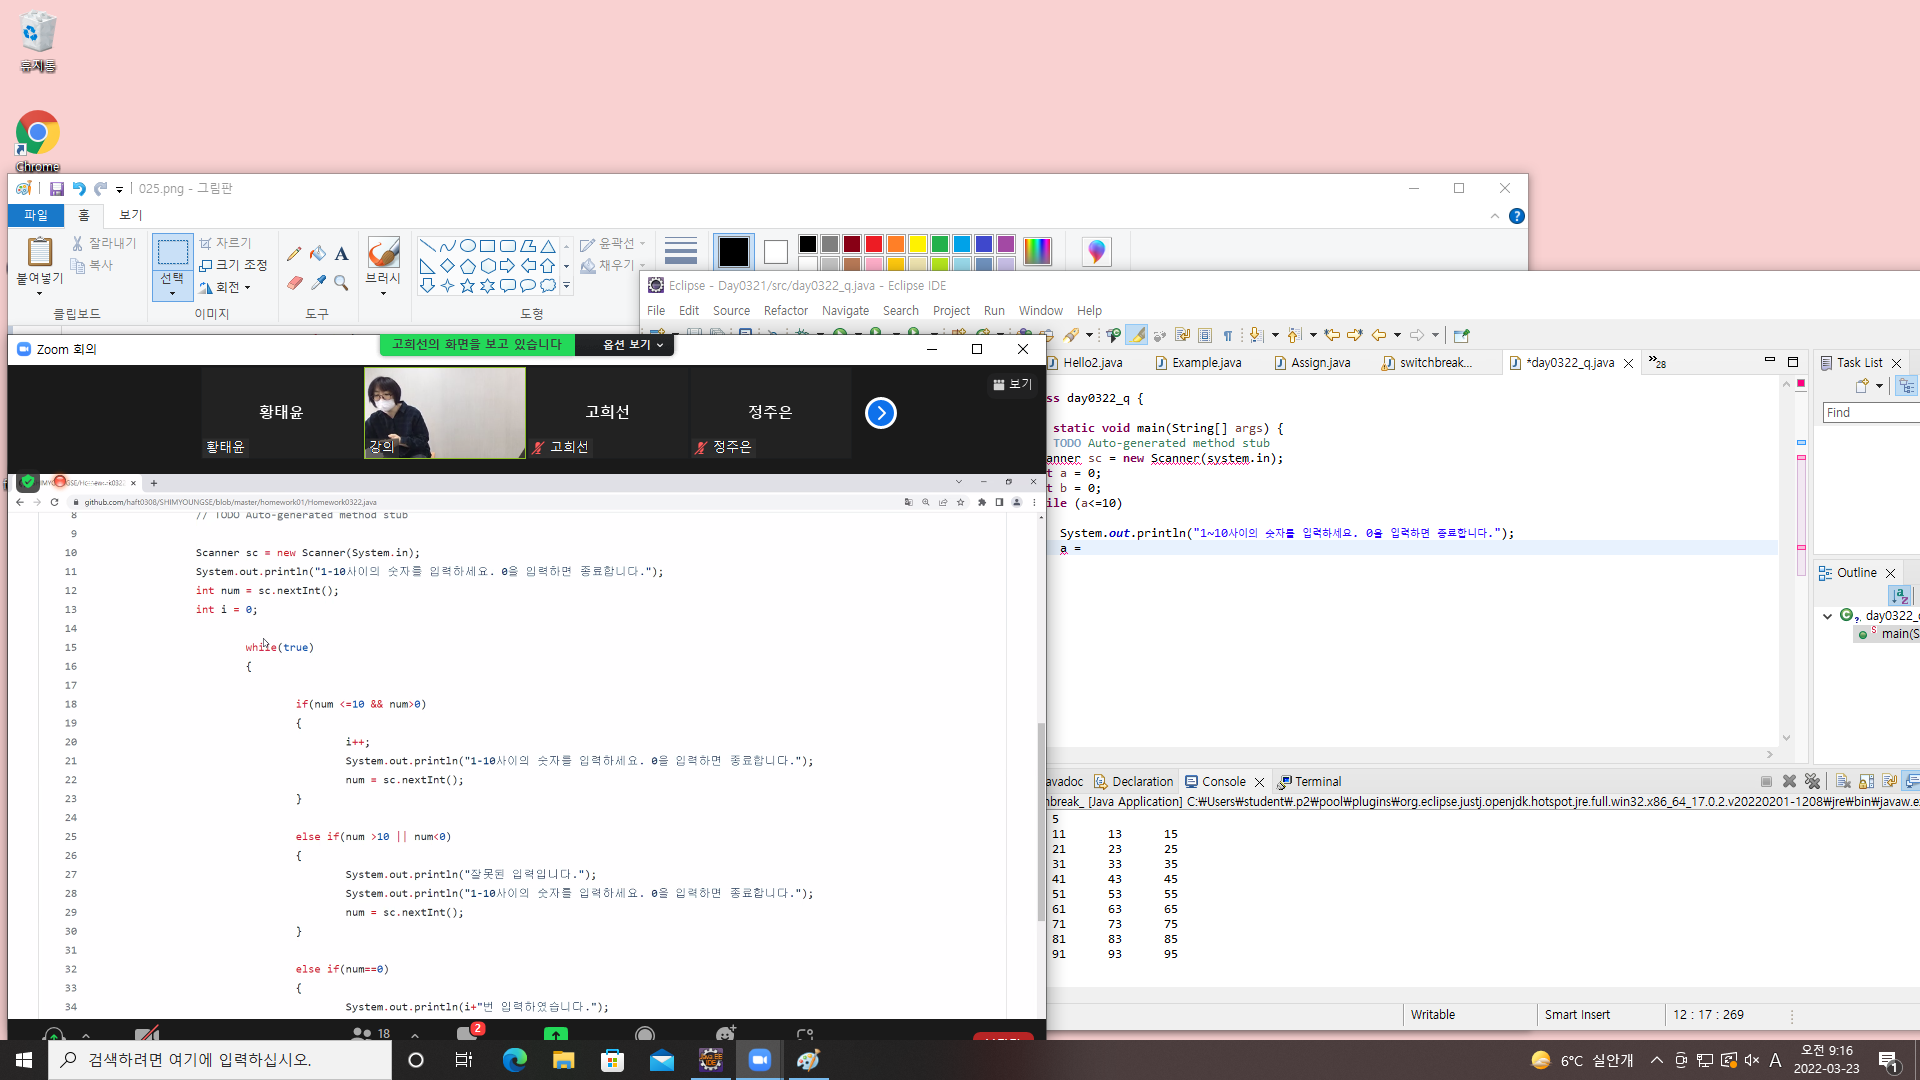 휴지통
Chrome
025.png - 그림판
파일
홈
보기
붙여넣기
잘라내기
복사
클립보드
선택
자르기
크기 조정
회전
이미지
도구
브러시
윤곽선
채우기
도형
Eclipse - Day0321/src/day0322_q.java - Eclipse IDE
File Edit Source Refactor Navigate Search Project Run Window Help
Zoom 회의
고희선의 화면을 보고 있습니다
옵션 보기
보기
황태윤
고희선
정주은
황태윤
강의
고희선
정주은
github.com/haft0308/SHIMYOUNGSE/blob/master/homework01/Homework0322.java
8 // TODO Auto-generated method stub
9
10 Scanner sc = new Scanner(System.in);
11 System.out.println("1-10사이의 숫자를 입력하세요. 0을 입력하면 종료합니다.");
12 int num = sc.nextInt();
13 int i = 0;
14
15 while(true)
16 {
17
18 if(num <=10 && num>0)
19 {
20 i++;
21 System.out.println("1-10사이의 숫자를 입력하세요. 0을 입력하면 종료합니다.");
22 num = sc.nextInt();
23 }
24
25 else if(num >10 || num<0)
26 {
27 System.out.println("잘못된 입력입니다.");
28 System.out.println("1-10사이의 숫자를 입력하세요. 0을 입력하면 종료합니다.");
29 num = sc.nextInt();
30 }
31
32 else if(num==0)
33 {
34 System.out.println(i+"번 입력하였습니다.");
18
2
Hello2.java
Example.java
Assign.java
switchbreak...
*day0322_q.java
»28
ss day0322_q {
static void main(String[] args) {
TODO Auto-generated method stub
anner sc = new Scanner(system.in);
t a = 0;
t b = 0;
ile (a<=10)
System.out.println("1~10사이의 숫자를 입력하세요. 0을 입력하면 종료합니다.");
a =
Task List
Find
Outline
day0322_q
main(S
avadoc
Declaration
Console
Terminal
nbreak_ [Java Application] C:₩Users₩student₩.p2₩pool₩plugins₩org.eclipse.justj.openjdk.hotspot.jre.full.win32.x86_64_17.0.2.v20220201-1208₩jre₩bin₩javaw.e
5
11 13 15
21 23 25
31 33 35
41 43 45
51 53 55
61 63 65
71 73 75
81 83 85
91 93 95
Writable
Smart Insert
12 : 17 : 269
검색하려면 여기에 입력하십시오.
6°C 실안개
A
오전 9:16
2022-03-23
1